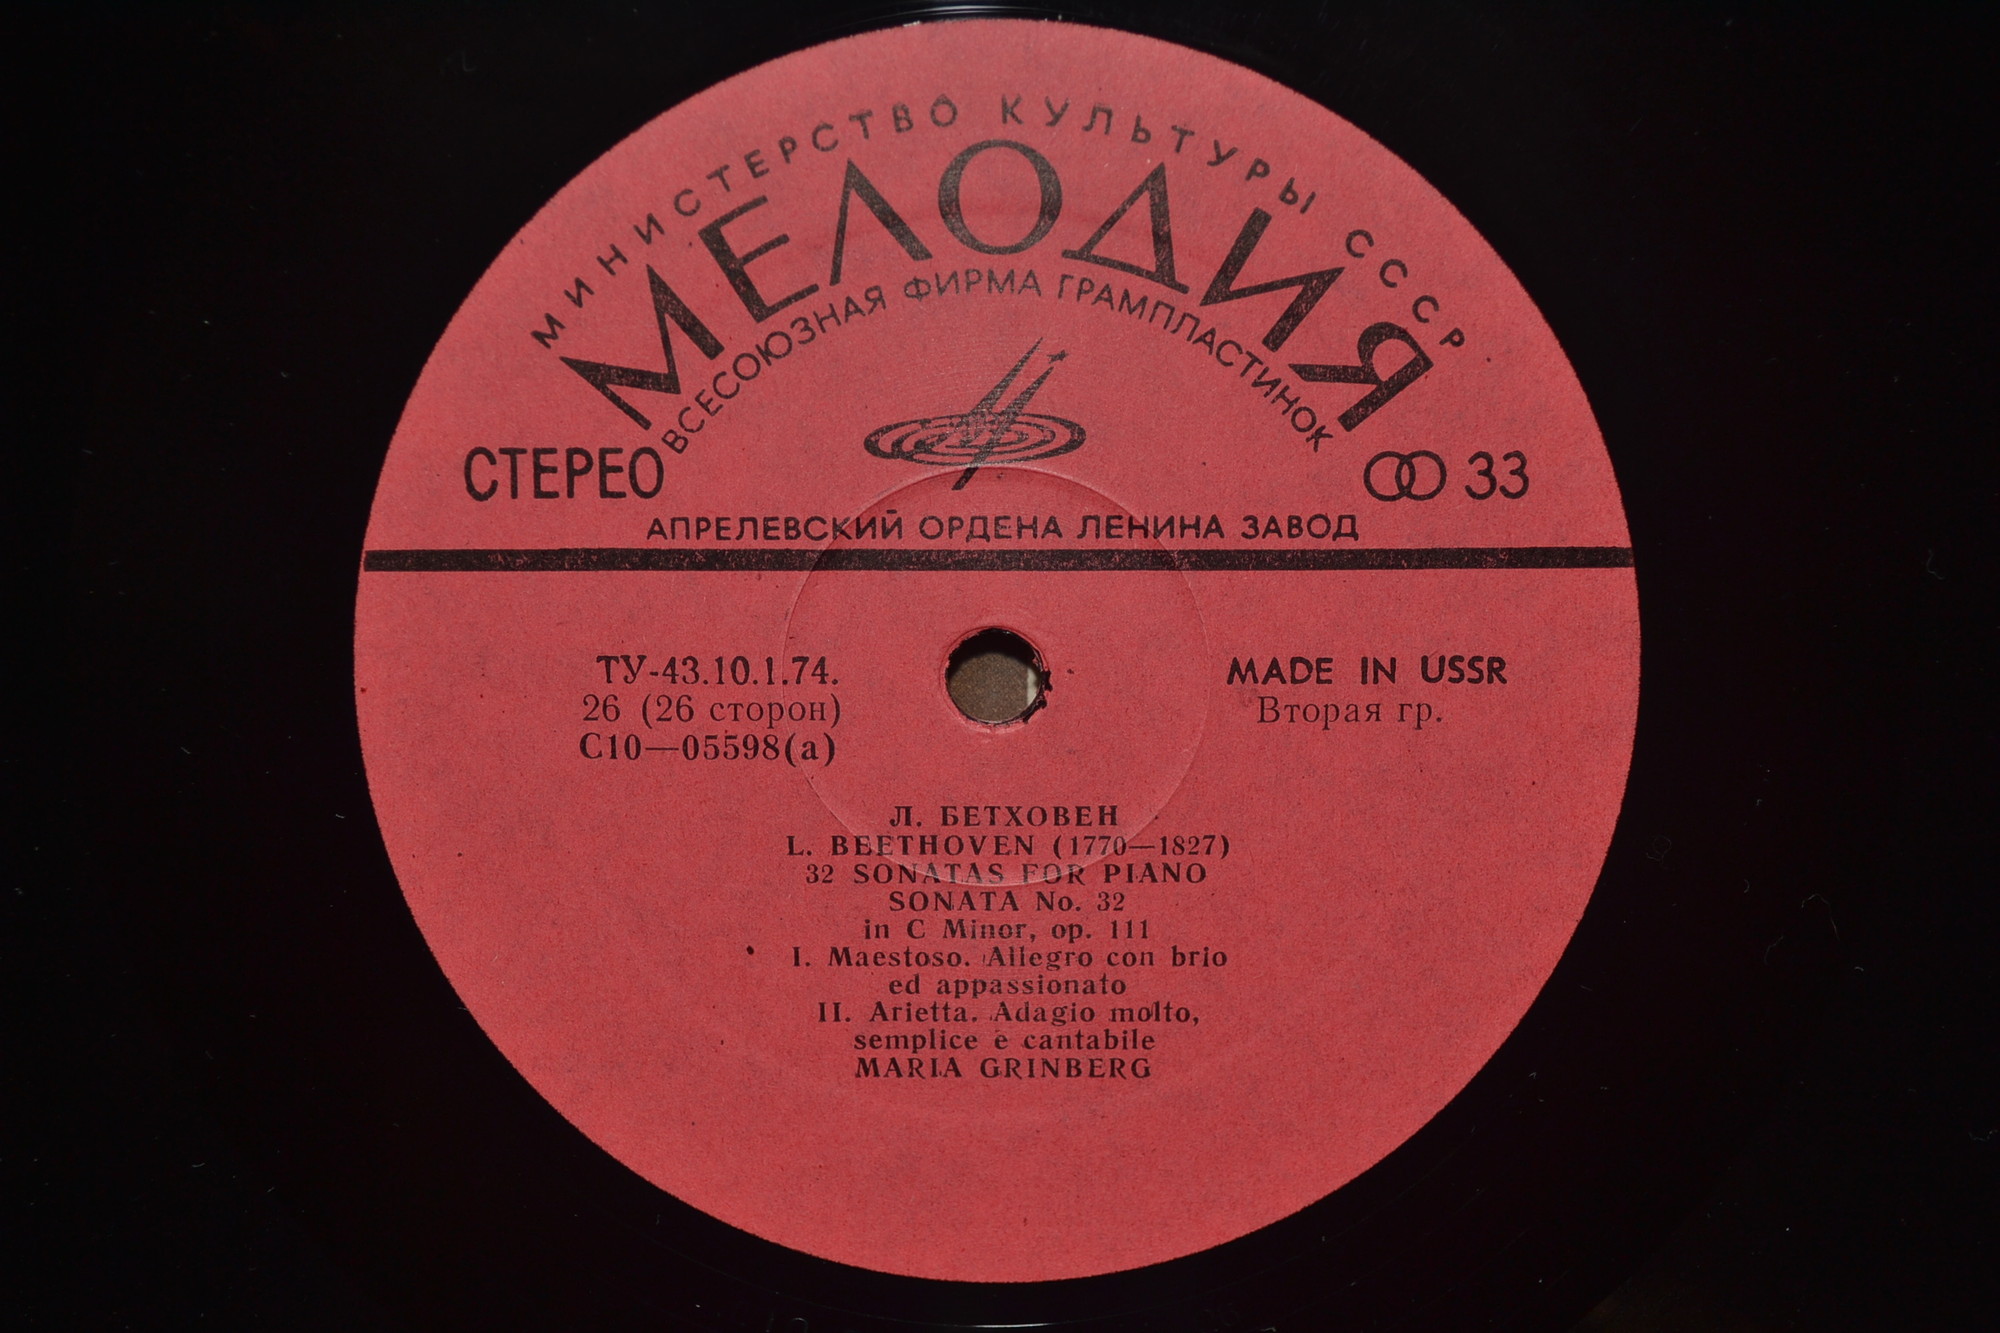 МИНИСТЕРСТВО КУЛЬТУРЫ СССР
МЕЛОДИЯ
ВСЕСОЮЗНАЯ ФИРМА ГРАМПЛАСТИНОК
СТЕРЕО
33
АПРЕЛЕВСКИЙ ОРДЕНА ЛЕНИНА ЗАВОД
ТУ-43.10.1.74.
26 (26 сторон)
С10—05598(а)
MADE IN USSR
Вторая гр.
Л. БЕТХОВЕН
L. BEETHOVEN (1770—1827)
32 SONATAS FOR PIANO
SONATA No. 32
in C Minor, op. 111
I. Maestoso. Allegro con brio
ed appassionato
II. Arietta. Adagio molto,
semplice e cantabile
MARIA GRINBERG